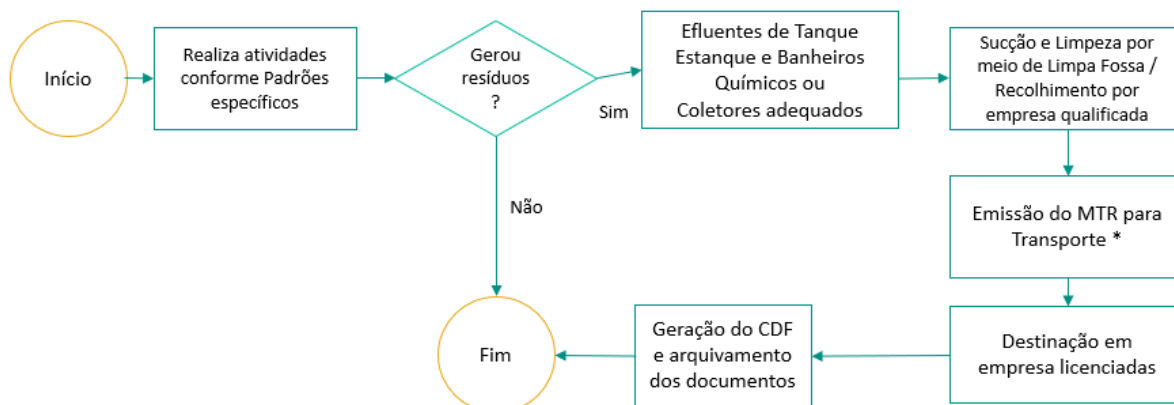 Início
Realiza atividades
conforme Padrões
específicos
Gerou
resíduos
?
Sim
Não
Efluentes de Tanque
Estanque e Banheiros
Químicos ou
Coletores adequados
Sucção e Limpeza por
meio de Limpa Fossa /
Recolhimento por
empresa qualificada
Emissão do MTR para
Transporte *
Destinação em
empresa licenciadas
Geração do CDF
e arquivamento
dos documentos
Fim